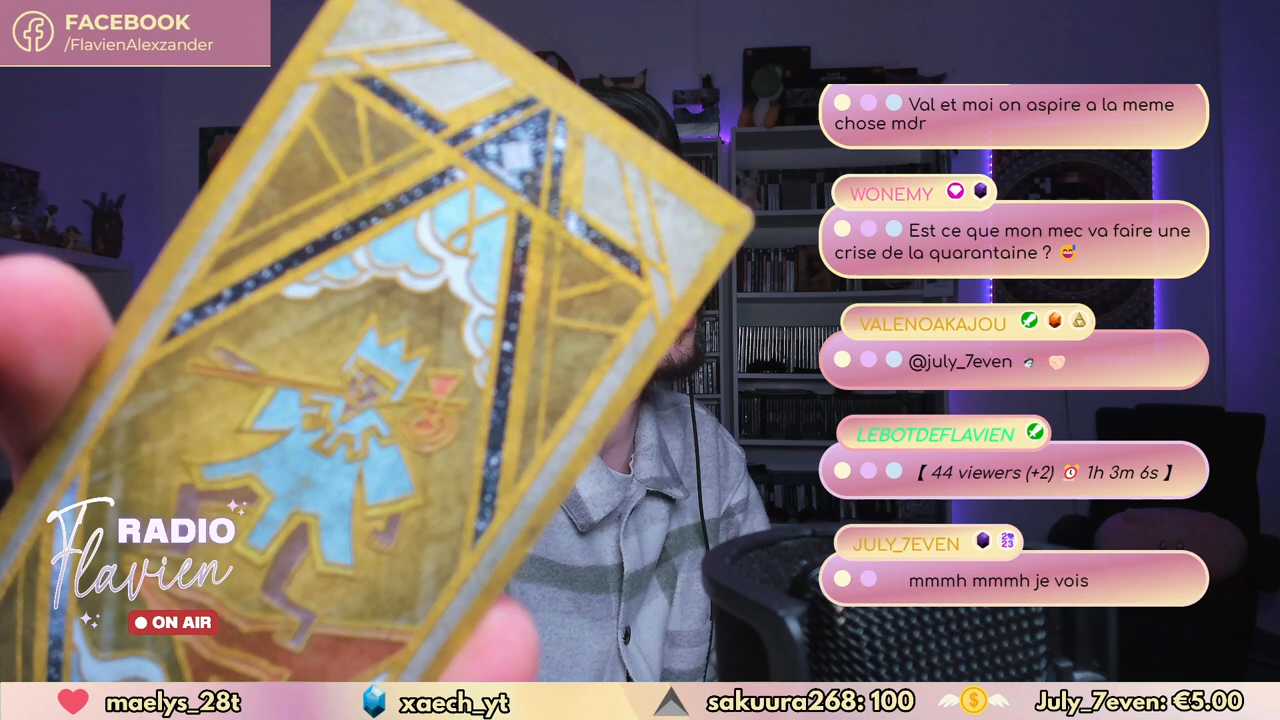 FACEBOOK
/FlavienAlexzander
Val et moi on aspire a la meme
chose mdr
WONEMY
Est ce que mon mec va faire une
crise de la quarantaine ? 😅
VALENOAKAJOU
@july_7even
LEBOTDEFLAVIEN
【 44 viewers (+2) ⏰ 1h 3m 6s 】
JULY_7EVEN
2 23
mmmh mmmh je vois
RADIO
Flavien
ON AIR
maelys_28t
xaech_yt
sakuura268: 100
July_7even: €5.00